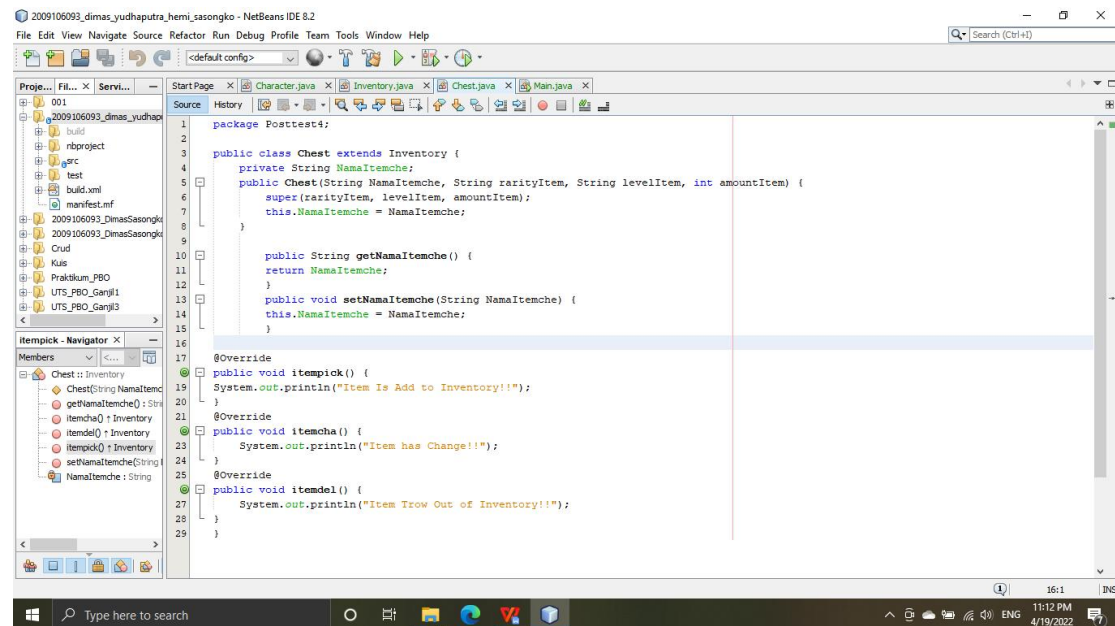 2009106093_dimas_yudhaputra_hemi_sasongko - NetBeans IDE 8.2
File Edit View Navigate Source Refactor Run Debug Profile Team Tools Window Help
Search (Ctrl+I)
<default config>
Proje... Fil... Servi...
001
2009106093_dimas_yudhap
build
nbproject
src
test
build.xml
manifest.mf
2009106093_DimasSasongk
2009106093_DimasSasongk
Crud
Kuis
Praktikum_PBO
UTS_PBO_Ganjil1
UTS_PBO_Ganjil3
itempick - Navigator
Members <...
Chest :: Inventory
Chest(String NamaItemc
getNamaItemche() : Stri
itemcha() ↑ Inventory
itemdel() ↑ Inventory
itempick() ↑ Inventory
setNamaItemche(String
NamaItemche : String
Start Page Character.java Inventory.java Chest.java Main.java
Source History
1 package Posttest4;
2
3 public class Chest extends Inventory {
4 private String NamaItemche;
5 public Chest(String NamaItemche, String rarityItem, String levelItem, int amountItem) {
6 super(rarityItem, levelItem, amountItem);
7 this.NamaItemche = NamaItemche;
8 }
9
10 public String getNamaItemche() {
11 return NamaItemche;
12 }
13 public void setNamaItemche(String NamaItemche) {
14 this.NamaItemche = NamaItemche;
15 }
16
17 @Override
public void itempick() {
19 System.out.println("Item Is Add to Inventory!!");
20 }
21 @Override
public void itemcha() {
23 System.out.println("Item has Change!!");
24 }
25 @Override
public void itemdel() {
27 System.out.println("Item Trow Out of Inventory!!");
28 }
29 }
1 16:1 INS
Type here to search
ENG
11:12 PM
4/19/2022
7